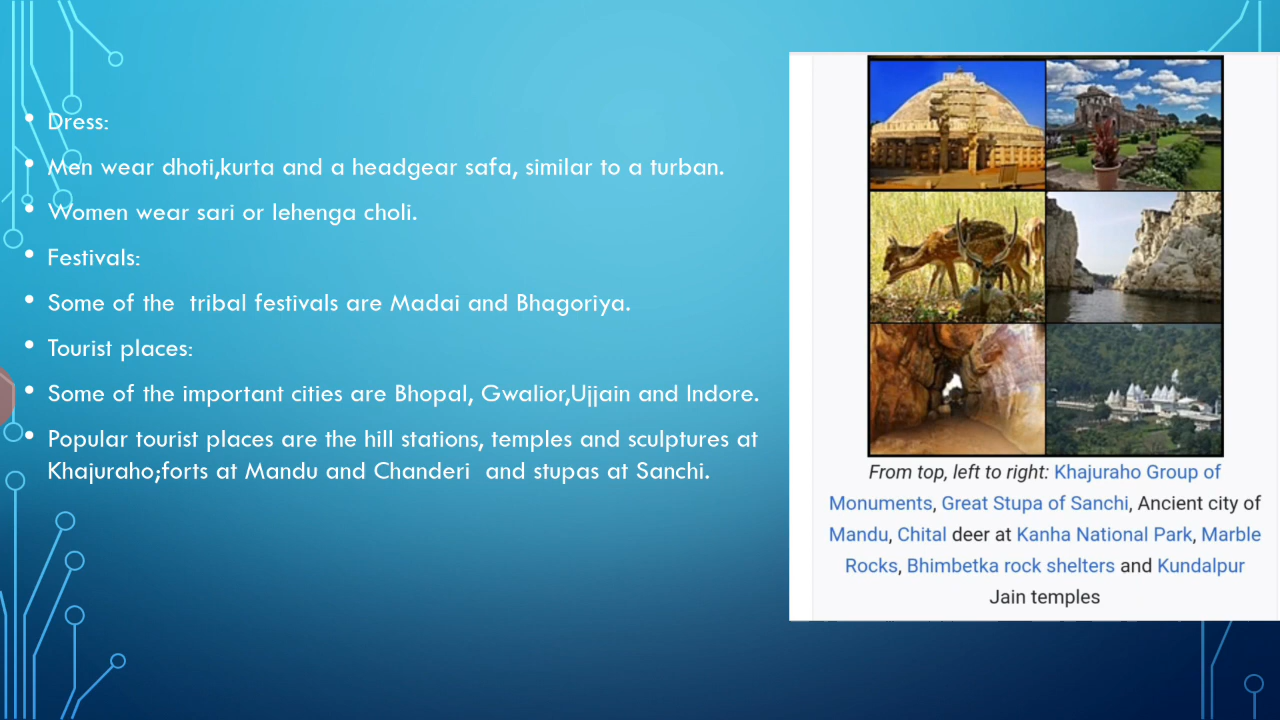 Dress:
Men wear dhoti,kurta and a headgear safa, similar to a turban.
Women wear sari or lehenga choli.
Festivals:
Some of the  tribal festivals are Madai and Bhagoriya.
Tourist places:
Some of the important cities are Bhopal, Gwalior,Ujjain and Indore.
Popular tourist places are the hill stations, temples and sculptures at
Khajuraho;forts at Mandu and Chanderi  and stupas at Sanchi.
From top, left to right: Khajuraho Group of
Monuments, Great Stupa of Sanchi, Ancient city of
Mandu, Chital deer at Kanha National Park, Marble
Rocks, Bhimbetka rock shelters and Kundalpur
Jain temples